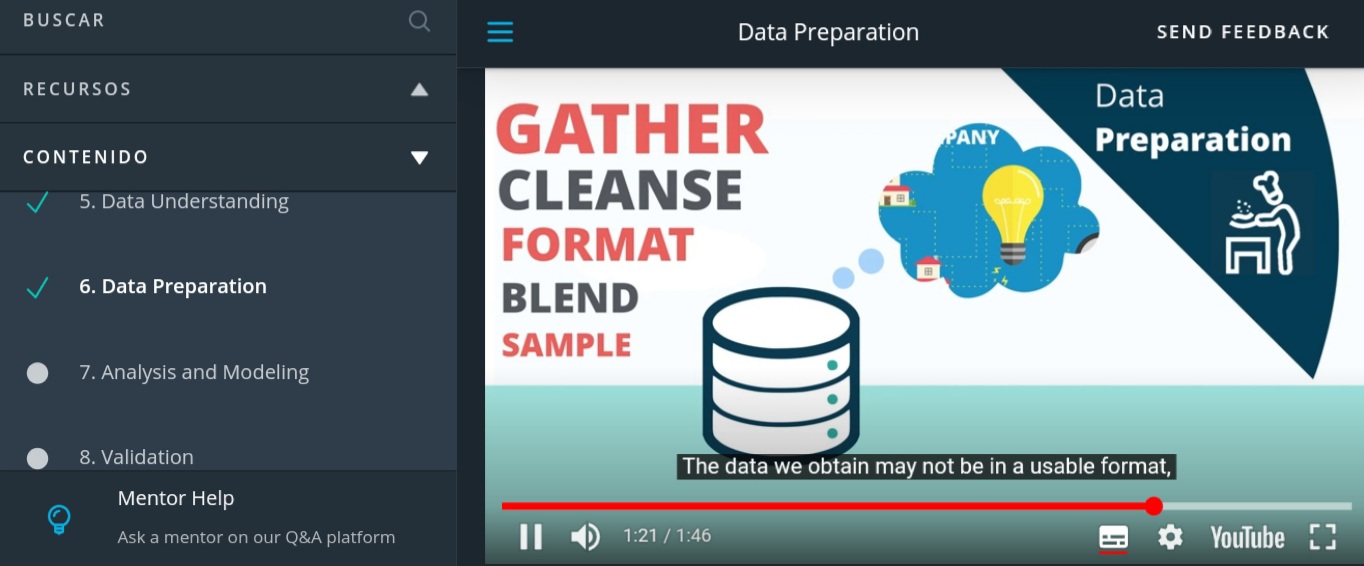 BUSCAR
RECURSOS
CONTENIDO
5. Data Understanding
6. Data Preparation
7. Analysis and Modeling
8. Validation
Mentor Help
Ask a mentor on our Q&A platform
Data Preparation
SEND FEEDBACK
GATHER
CLEANSE
FORMAT
BLEND
SAMPLE
PANY
Data
Preparation
The data we obtain may not be in a usable format,
1:21 / 1:46
YouTube